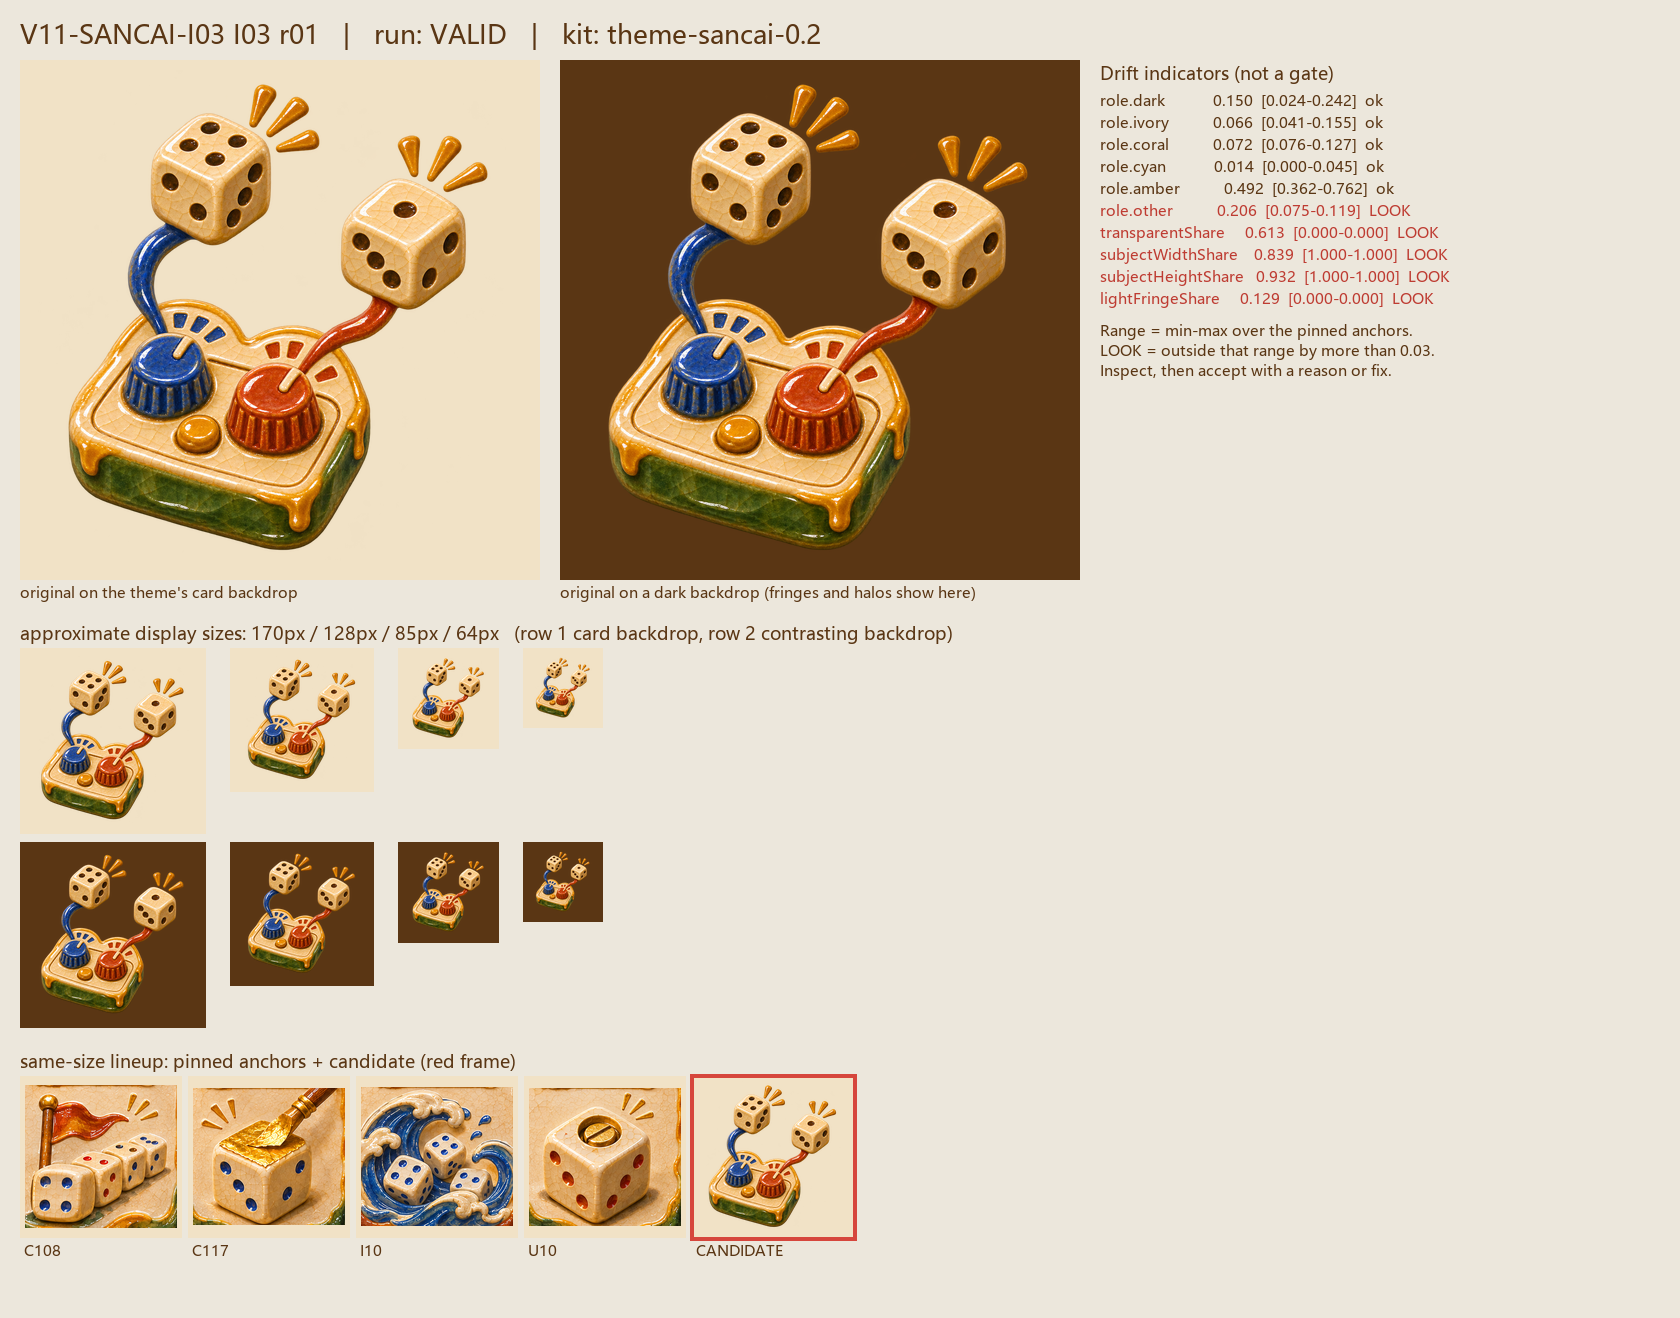 V11-SANCAI-I03 I03 r01 | run: VALID | kit: theme-sancai-0.2
Drift indicators (not a gate)
role.dark 0.150 [0.024-0.242] ok
role.ivory 0.066 [0.041-0.155] ok
role.coral 0.072 [0.076-0.127] ok
role.cyan 0.014 [0.000-0.045] ok
role.amber 0.492 [0.362-0.762] ok
role.other 0.206 [0.075-0.119] LOOK
transparentShare 0.613 [0.000-0.000] LOOK
subjectWidthShare 0.839 [1.000-1.000] LOOK
subjectHeightShare 0.932 [1.000-1.000] LOOK
lightFringeShare 0.129 [0.000-0.000] LOOK
Range = min-max over the pinned anchors.
LOOK = outside that range by more than 0.03.
Inspect, then accept with a reason or fix.
original on the theme's card backdrop
original on a dark backdrop (fringes and halos show here)
approximate display sizes: 170px / 128px / 85px / 64px (row 1 card backdrop, row 2 contrasting backdrop)
same-size lineup: pinned anchors + candidate (red frame)
C108
C117
I10
U10
CANDIDATE